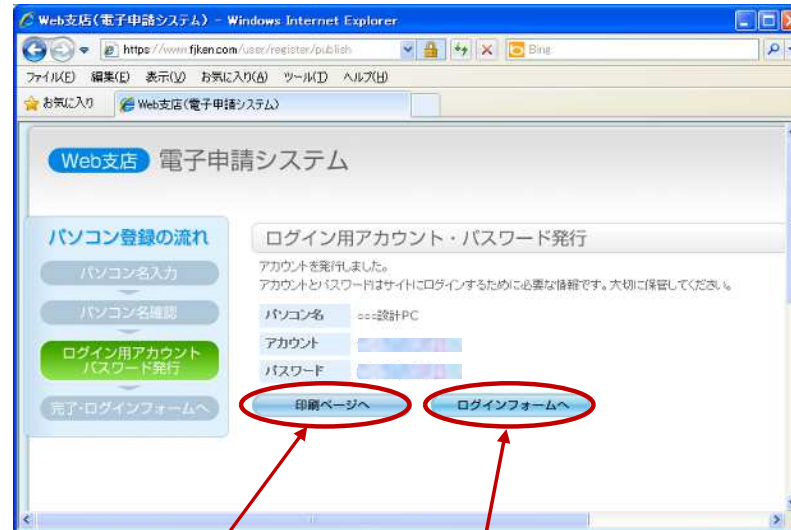 Web支店(電子申請システム) - Windows Internet Explorer
https://www.fjken.com/user/register/publish
Bing
ファイル(F) 編集(E) 表示(V) お気に入り(A) ツール(T) ヘルプ(H)
お気に入り Web支店(電子申請システム)
Web支店 電子申請システム
パソコン登録の流れ
パソコン名入力
パソコン名確認
ログイン用アカウント
パスワード発行
完了・ログインフォームへ
ログイン用アカウント・パスワード発行
アカウントを発行しました。
アカウントとパスワードはサイトにログインするために必要な情報です。大切に保管してください。
パソコン名 ○○○設計PC
アカウント
パスワード
印刷ページへ ログインフォームへ